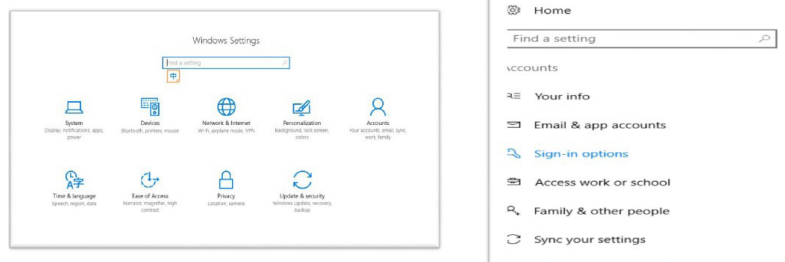 Windows Settings
Find a setting
中
System
Display, notifications, apps,
power
Devices
Bluetooth, printers, mouse
Network & Internet
Wi-Fi, airplane mode, VPN
Personalization
Background, lock screen,
colors
Accounts
Your accounts, email, sync,
work, family
A字
Time & language
Speech, region, date
Ease of Access
Narrator, magnifier, high
contrast
Privacy
Location, camera
Update & security
Windows Update, recovery,
backup
Home
Find a setting
Accounts
Your info
Email & app accounts
Sign-in options
Access work or school
Family & other people
Sync your settings